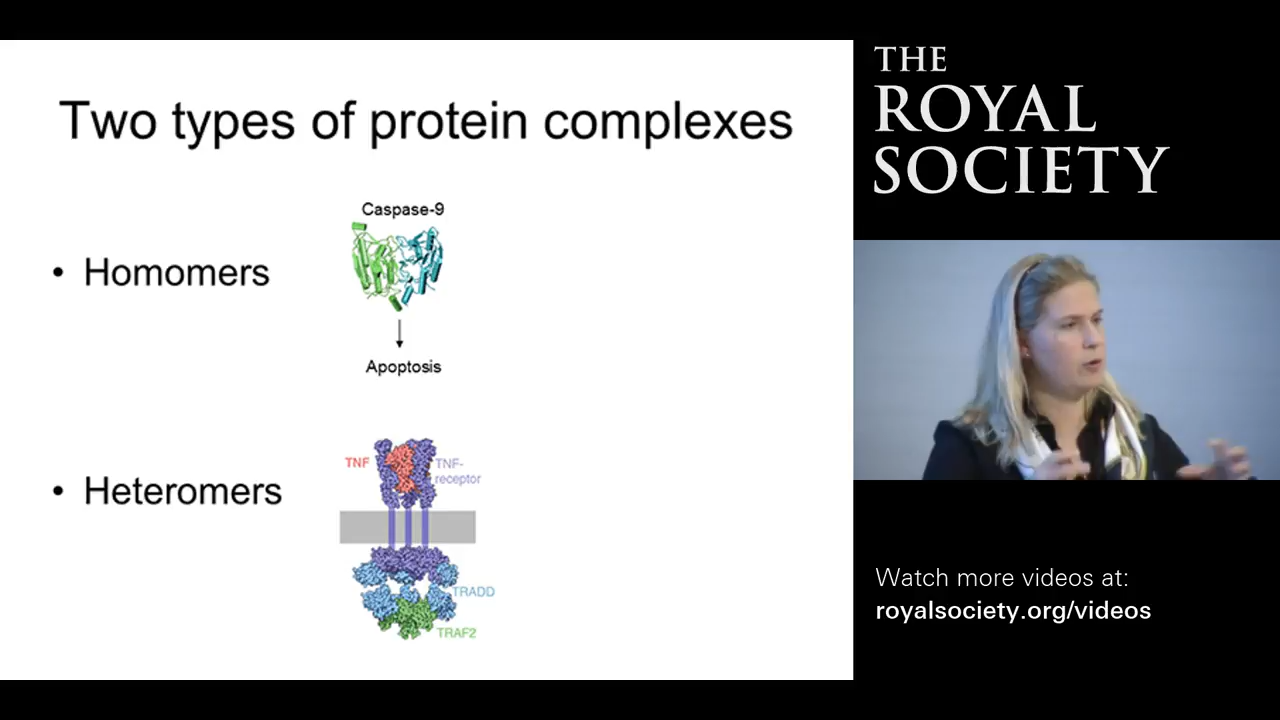 Two types of protein complexes
Caspase-9
• Homomers
Apoptosis
TNF
TNF-
receptor
• Heteromers
TRADD
TRAF2
THE
ROYAL
SOCIETY
Watch more videos at:
royalsociety.org/videos